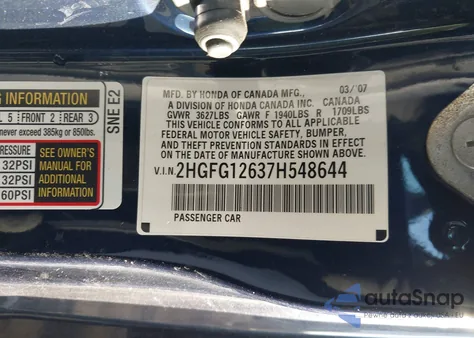 G INFORMATION
L 5 FRONT 2 REAR 3
never exceed 385kg or 850lbs.
PRESSURE
32PSI
32PSI
60PSI
SEE OWNER'S
MANUAL FOR
ADDITIONAL
INFORMATION
SNE E2
MFD. BY HONDA OF CANADA MFG., 03/'07
A DIVISION OF HONDA CANADA INC. CANADA
GVWR 3627LBS GAWR F 1940LBS R 1709LBS
THIS VEHICLE CONFORMS TO ALL APPLICABLE
FEDERAL MOTOR VEHICLE SAFETY, BUMPER,
AND THEFT PREVENTION STANDARDS IN
EFFECT ON THE DATE OF MANUFACTURE SHOWN ABOVE.
V.I.N. 2HGFG12637H548644
PASSENGER CAR
autoSnap